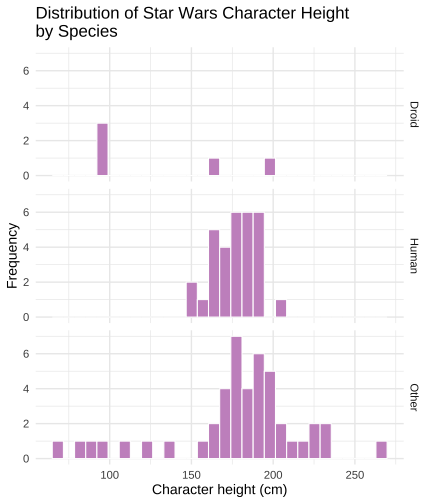 Distribution of Star Wars Character Height
by Species
6
4
2
0
Droid
6
4
2
0
Human
Frequency
6
4
2
0
Other
100 150 200 250
Character height (cm)